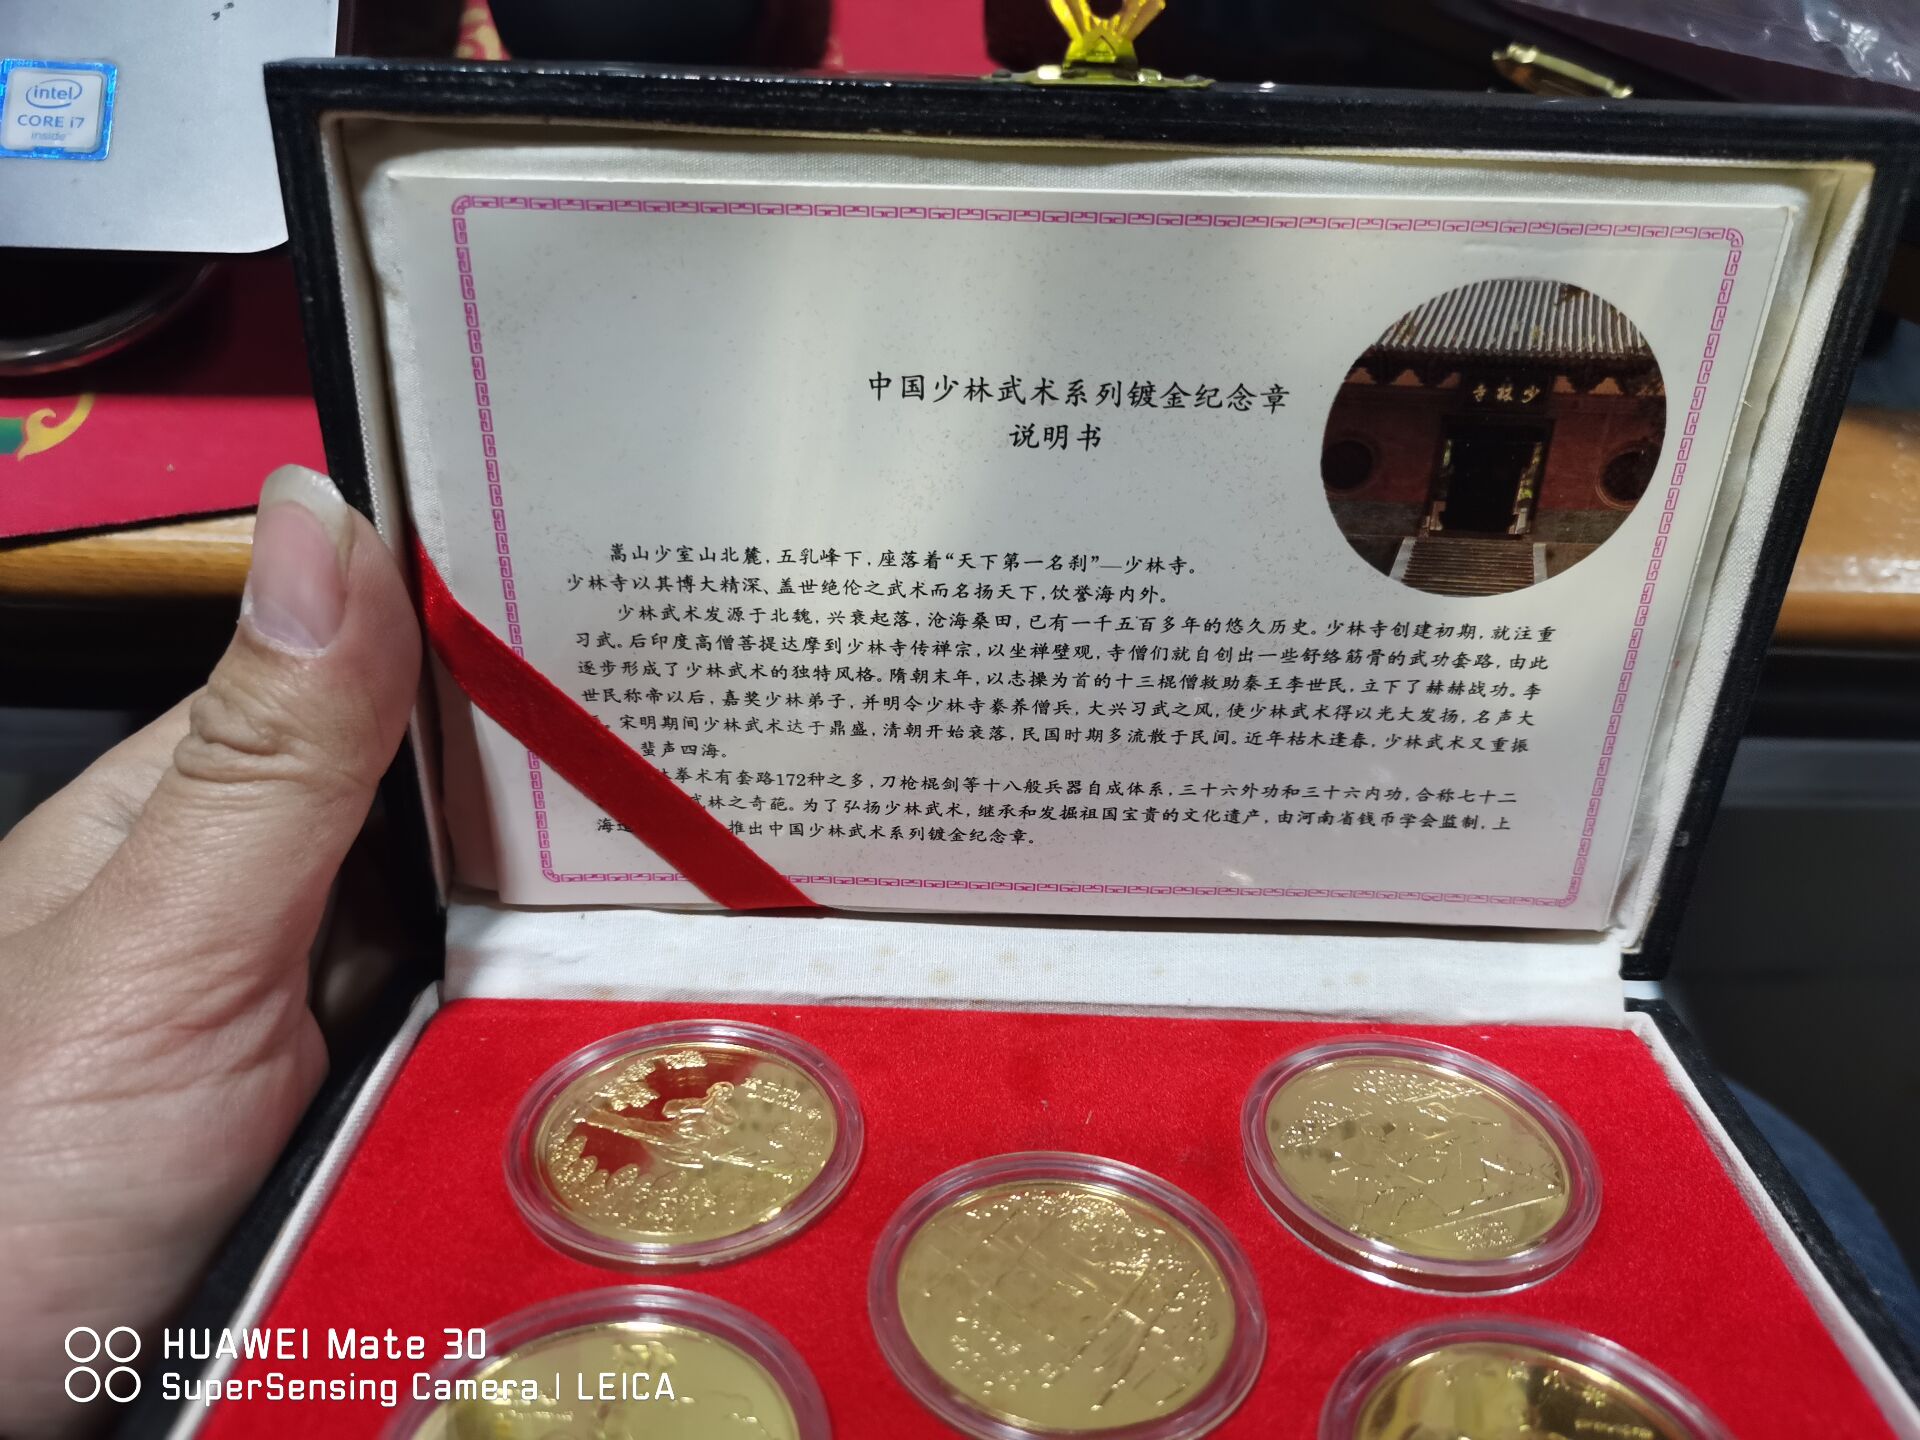 intel
CORE i7
inside
少林寺
中国少林武术系列镀金纪念章
说明书
嵩山少室山北麓，五乳峰下，座落着“天下第一名刹”—少林寺。
少林寺以其博大精深、盖世绝伦之武术而名扬天下，饮誉海内外。
少林武术发源于北魏，兴衰起落，沧海桑田，已有一千五百多年的悠久历史。少林寺创建初期，就注重
习武。后印度高僧菩提达摩到少林寺传禅宗，以坐禅壁观，寺僧们就自创出一些舒络筋骨的武功套路，由此
逐步形成了少林武术的独特风格。隋朝末年，以志操为首的十三棍僧救助秦王李世民，立下了赫赫战功。李
世民称帝以后，嘉奖少林弟子，并明令少林寺豢养僧兵，大兴习武之风，使少林武术得以光大发扬，名声大
宋明期间少林武术达于鼎盛，清朝开始衰落，民国时期多流散于民间。近年枯木逢春，少林武术又重振
蜚声四海。
拳术有套路172种之多，刀枪棍剑等十八般兵器自成体系，三十六外功和三十六内功，合称七十二
武林之奇葩。为了弘扬少林武术，继承和发掘祖国宝贵的文化遗产，由河南省钱币学会监制，上
海造 推出中国少林武术系列镀金纪念章。
HUAWEI Mate 30
SuperSensing Camera | LEICA